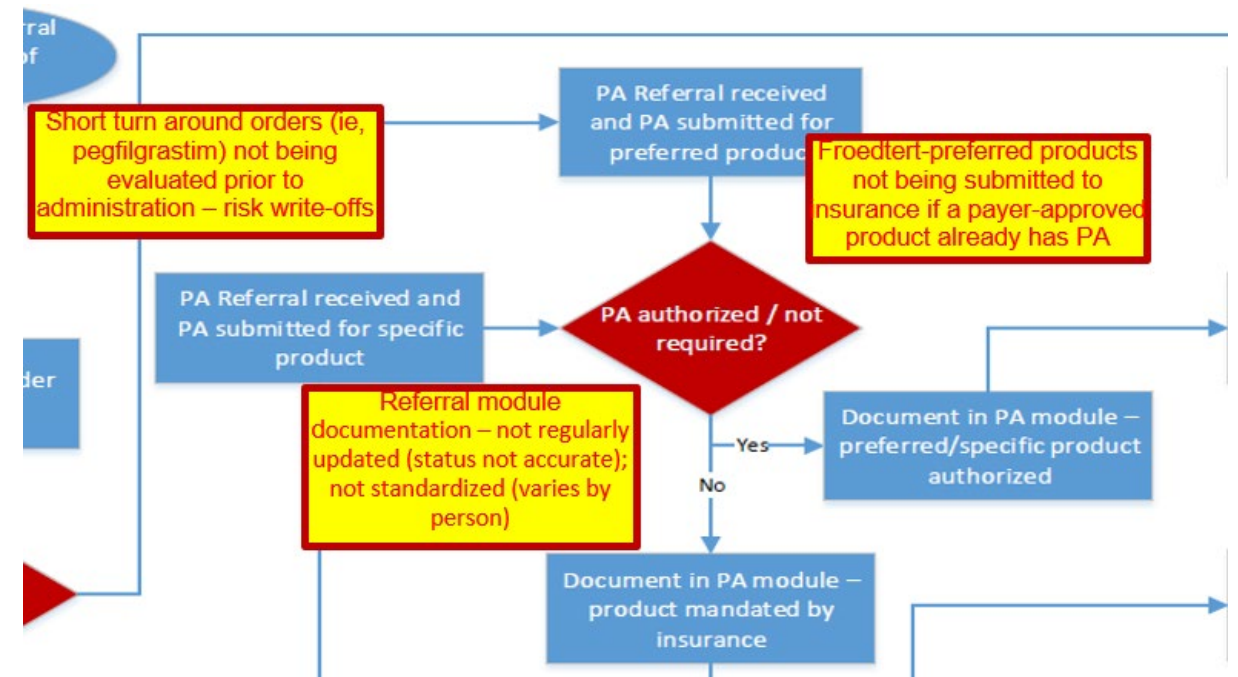 rral
of
PA Referral received
and PA submitted for
preferred produc
Short turn around orders (ie,
pegfilgrastim) not being
evaluated prior to
administration – risk write-offs
Froedtert-preferred products
not being submitted to
insurance if a payer-approved
product already has PA
PA Referral received and
PA submitted for specific
product
PA authorized / not
required?
der
Referral module
documentation – not regularly
updated (status not accurate);
not standardized (varies by
person)
Yes
Document in PA module –
preferred/specific product
authorized
No
Document in PA module –
product mandated by
insurance